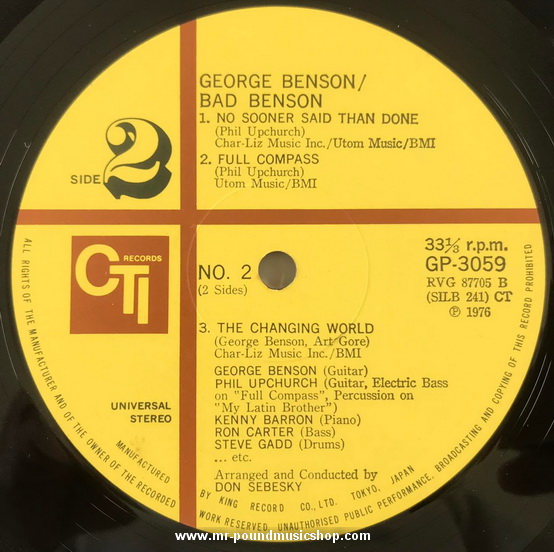 GEORGE BENSON/
BAD BENSON
1. NO SOONER SAID THAN DONE
(Phil Upchurch)
Char-Liz Music Inc./Utom Music/BMI
2. FULL COMPASS
(Phil Upchurch)
Utom Music/BMI
SIDE 2
CTI RECORDS
NO. 2
(2 Sides)
33⅓ r.p.m.
GP-3059
RVG 87705 B
(SILB 241) CT
Ⓟ 1976
3. THE CHANGING WORLD
(George Benson, Art Gore)
Char-Liz Music Inc./BMI
GEORGE BENSON (Guitar)
PHIL UPCHURCH (Guitar, Electric Bass
on "Full Compass", Percussion on
"My Latin Brother")
KENNY BARRON (Piano)
RON CARTER (Bass)
STEVE GADD (Drums)
... etc.
Arranged and Conducted by
DON SEBESKY
UNIVERSAL
STEREO
MANUFACTURED BY KING RECORD CO., LTD. TOKYO, JAPAN
ALL RIGHTS OF THE MANUFACTURER AND OF THE OWNER OF THE RECORDED WORK RESERVED. UNAUTHORISED PUBLIC PERFORMANCE, BROADCASTING AND COPYING OF THIS RECORD PROHIBITED
www.mr-poundmusicshop.com